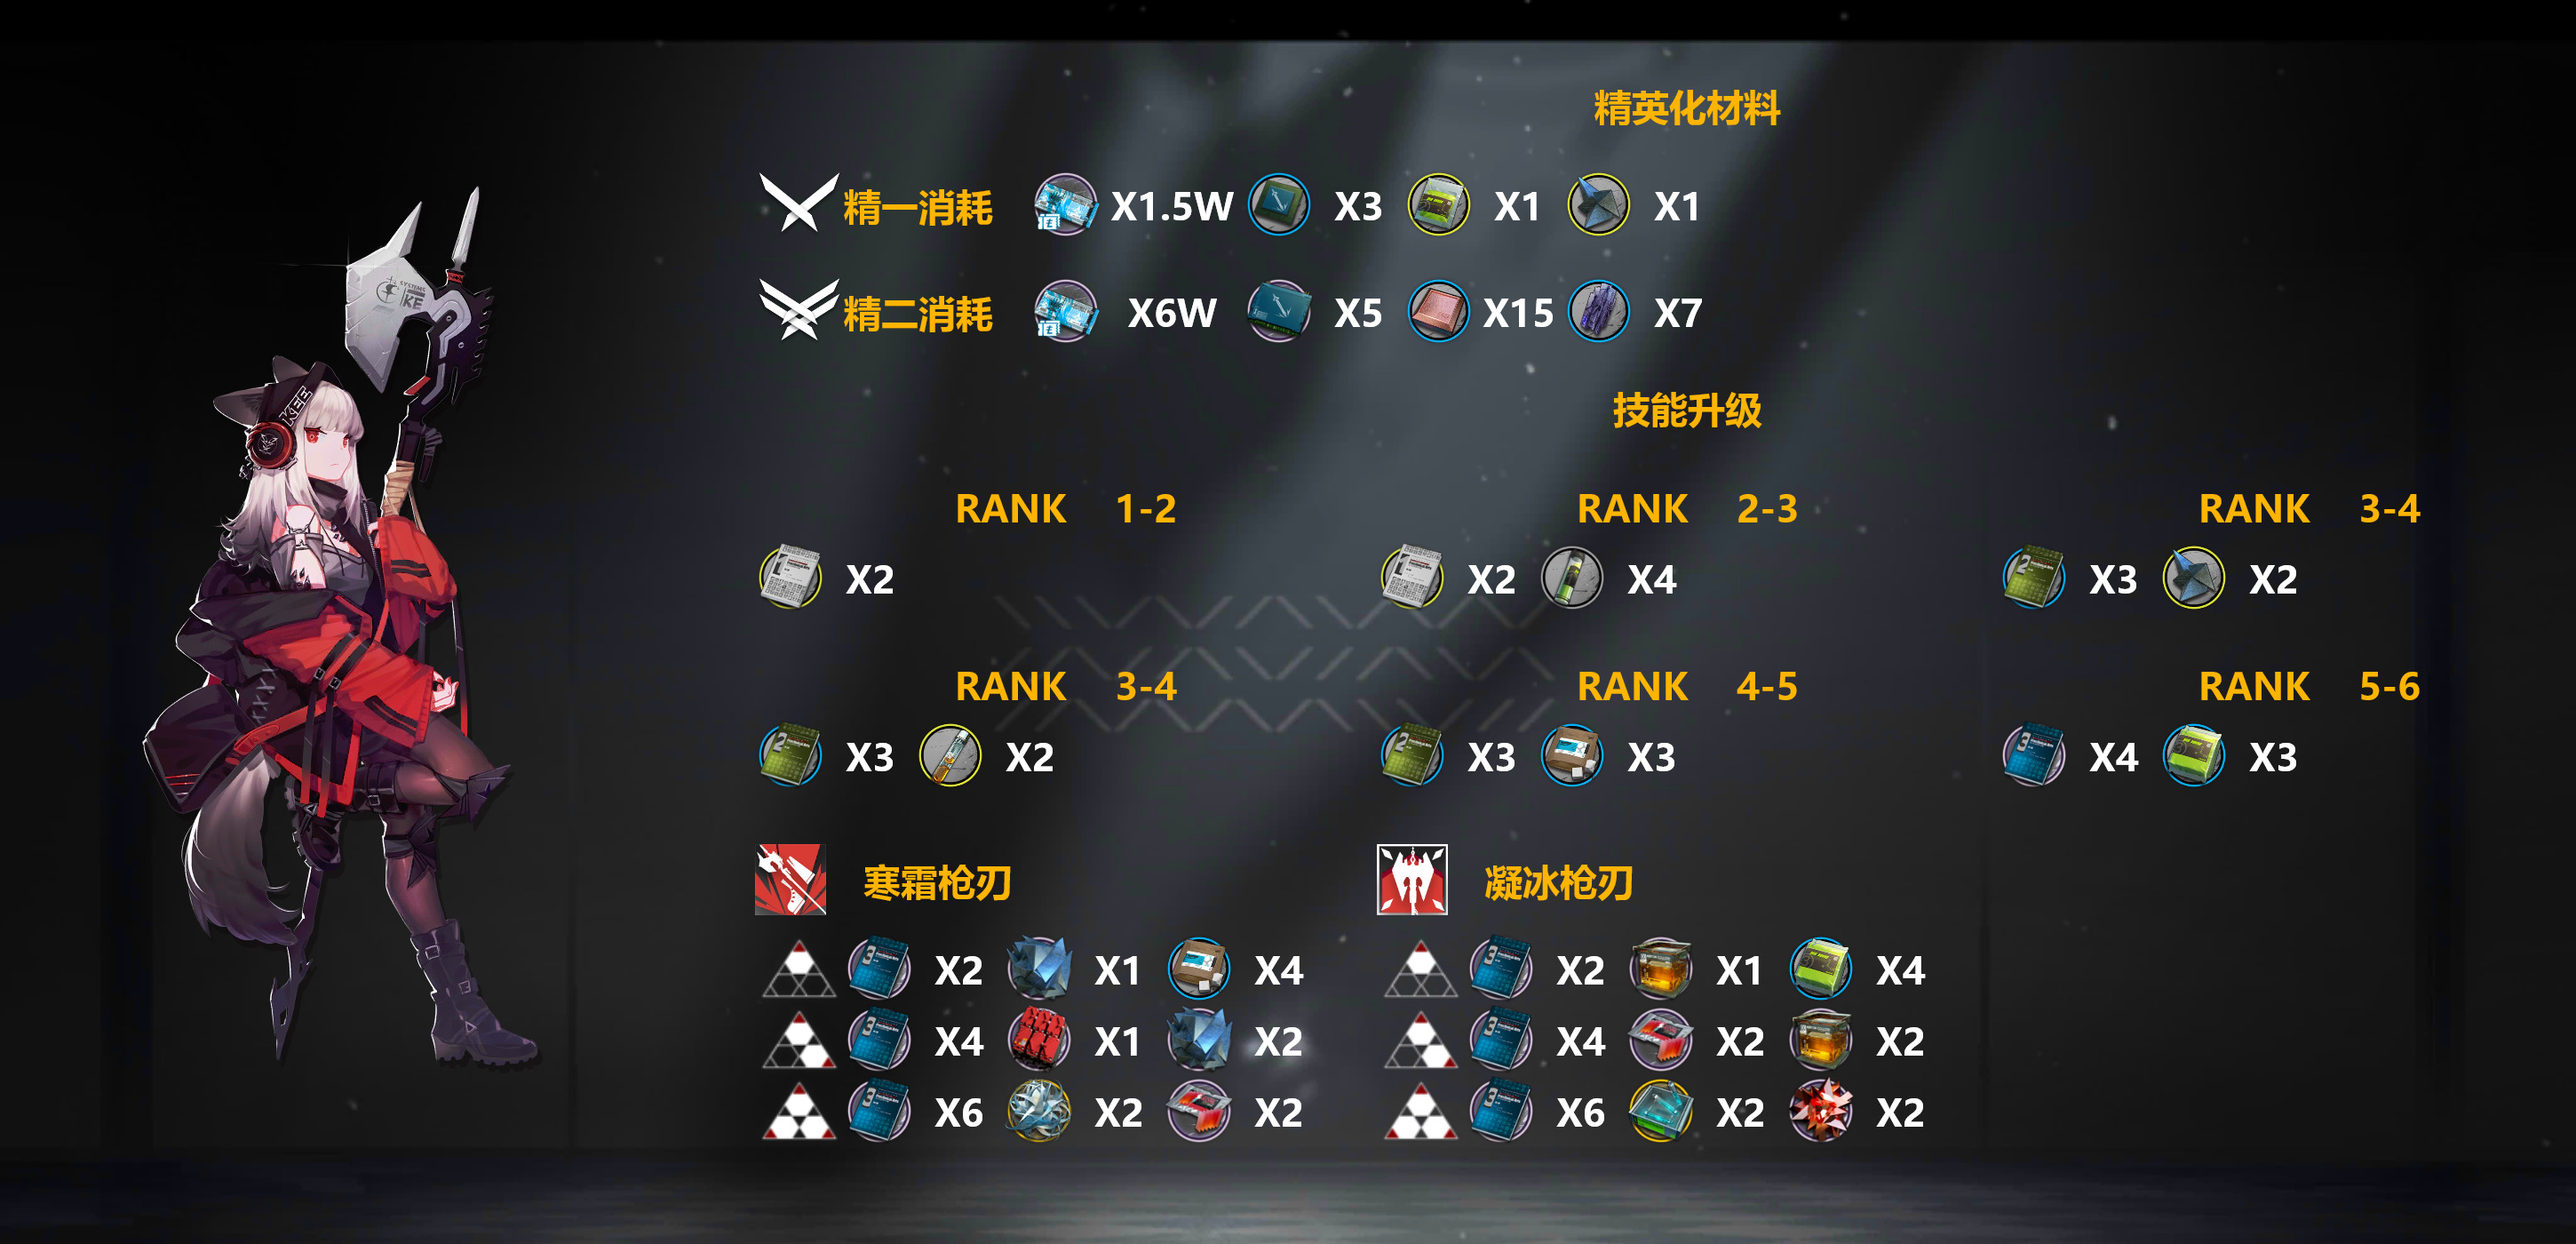 精英化材料
精一消耗 X1.5W X3 X1 X1
精二消耗 X6W X5 X15 X7
技能升级
RANK 1-2 RANK 2-3 RANK 3-4
X2 X2 X4 X3 X2
RANK 3-4 RANK 4-5 RANK 5-6
X3 X2 X3 X3 X4 X3
寒霜枪刃 凝冰枪刃
X2 X1 X4 X2 X1 X4
X4 X1 X2 X4 X2 X2
X6 X2 X2 X6 X2 X2
SYSTEMS
KE
KEE